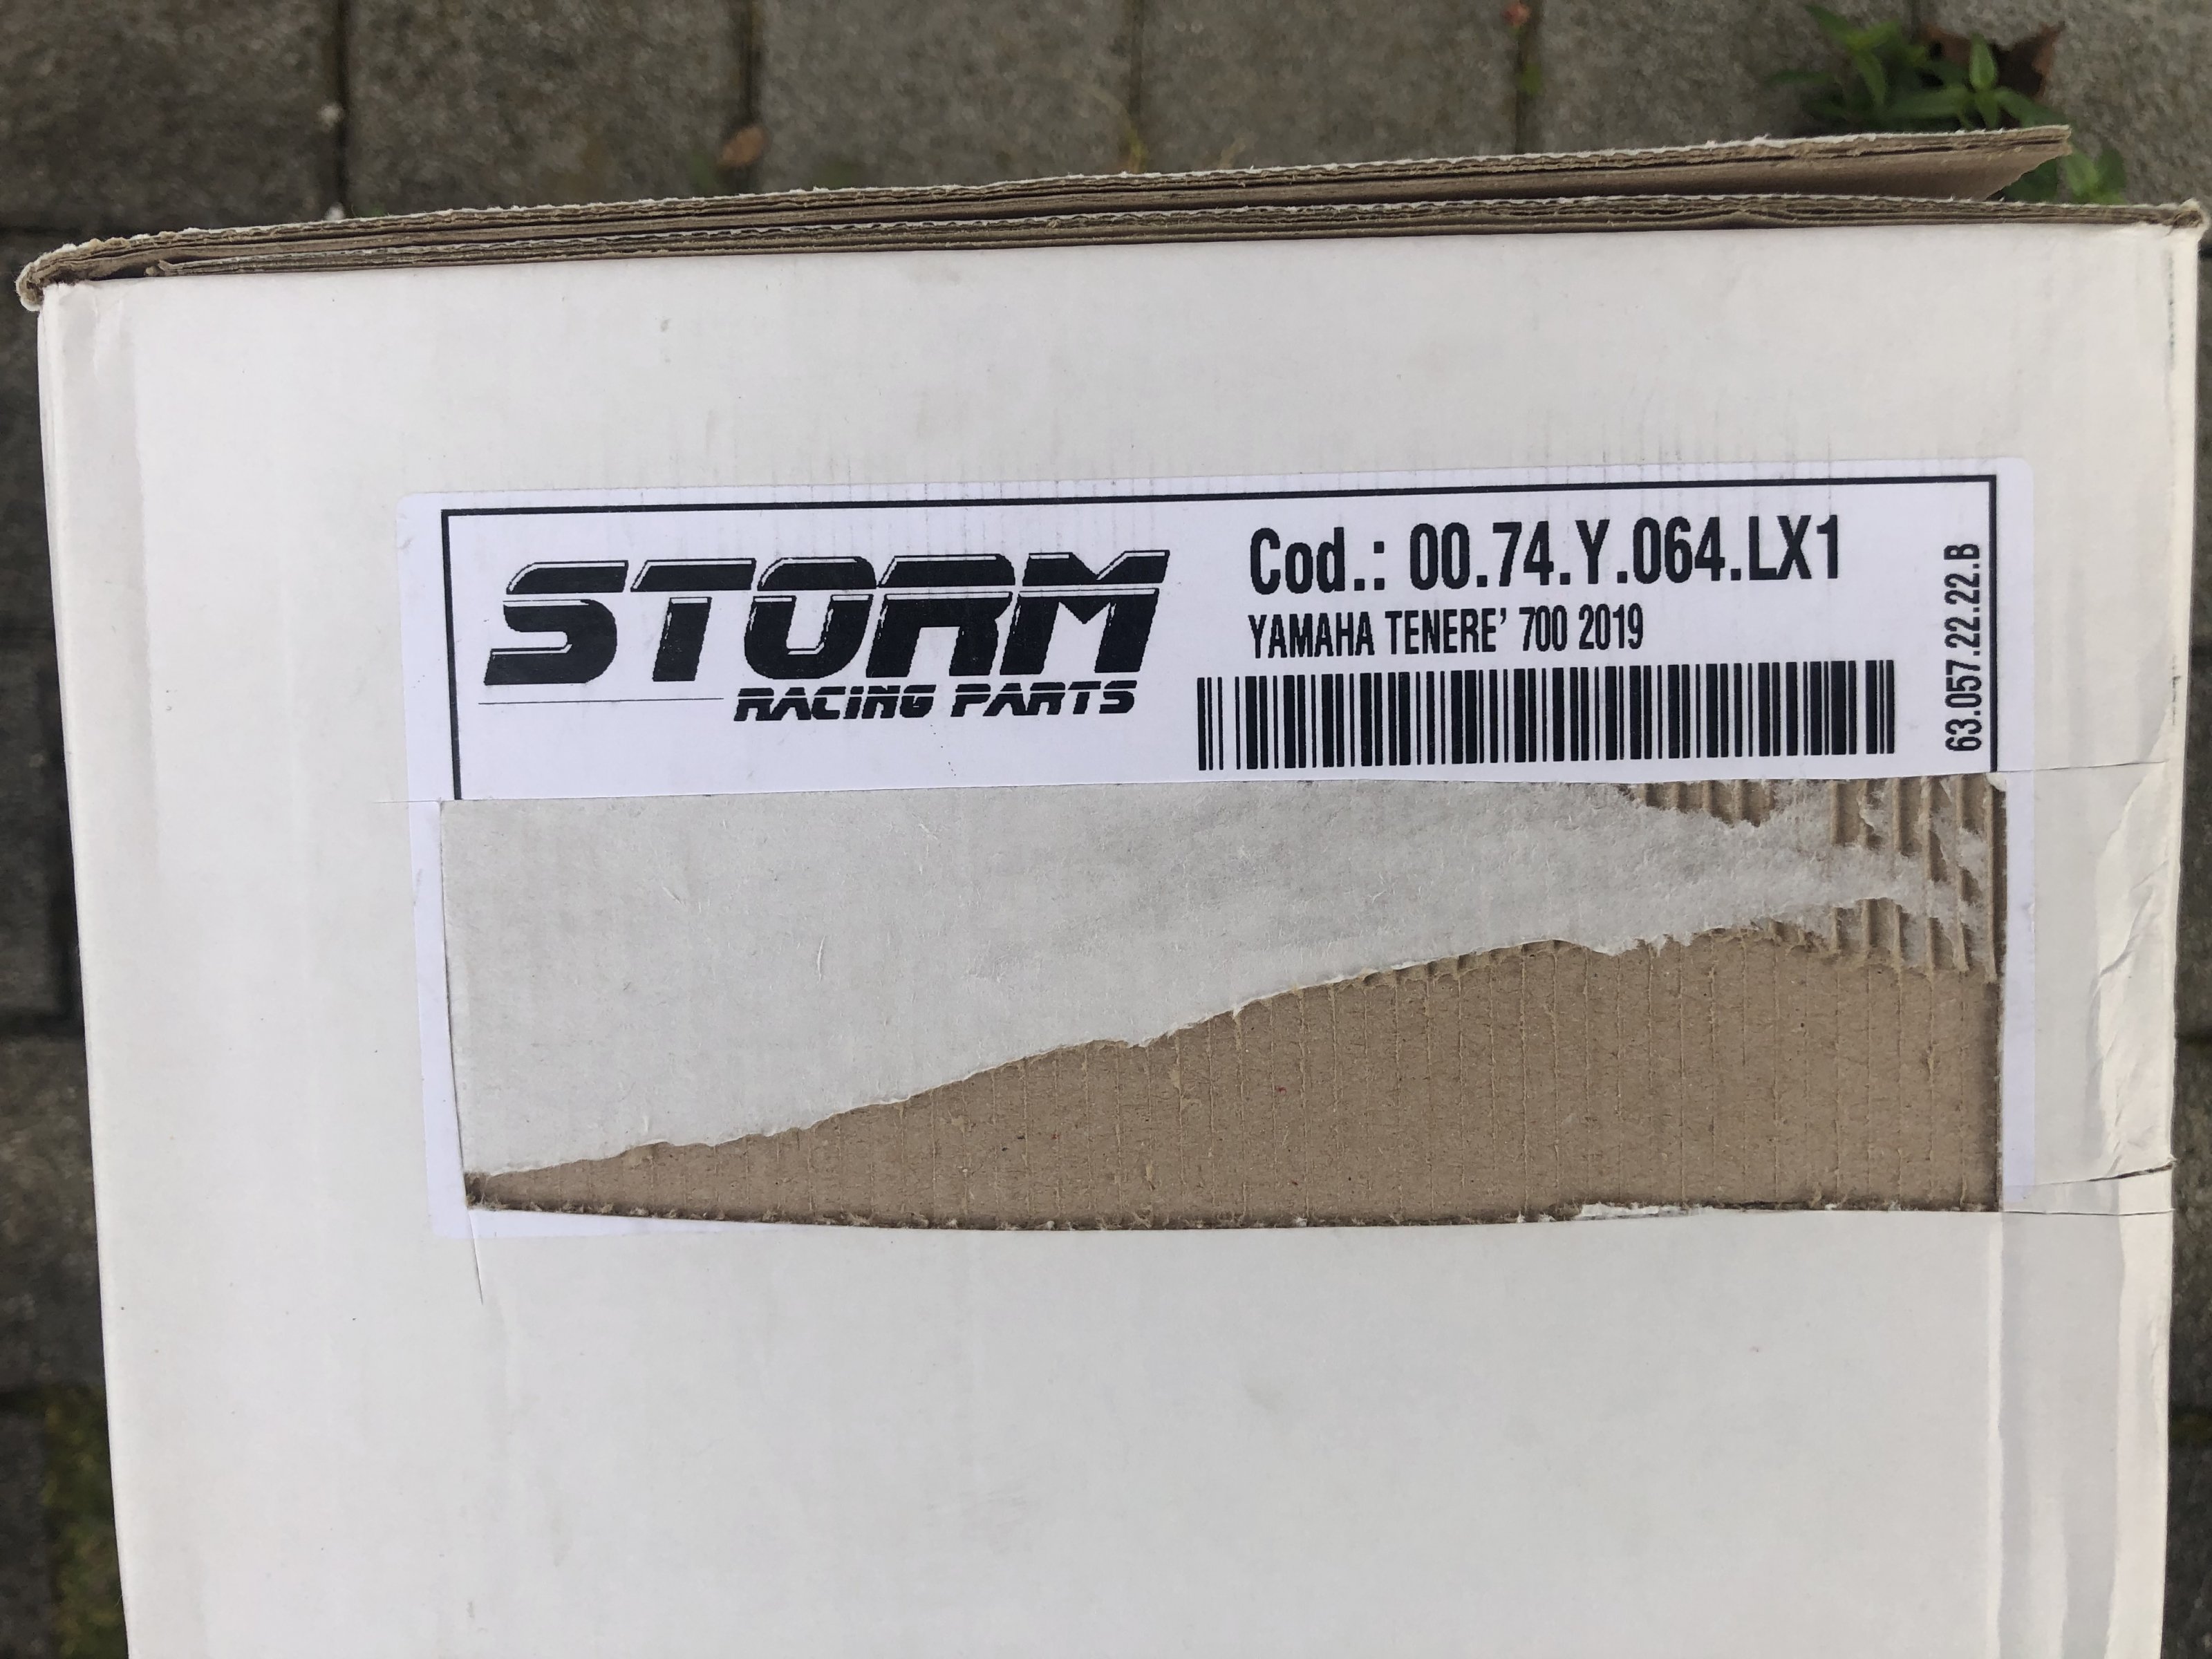 STORM
RACING PARTS
Cod.: 00.74.Y.064.LX1
YAMAHA TENERE' 700 2019
63.057.22.22.B